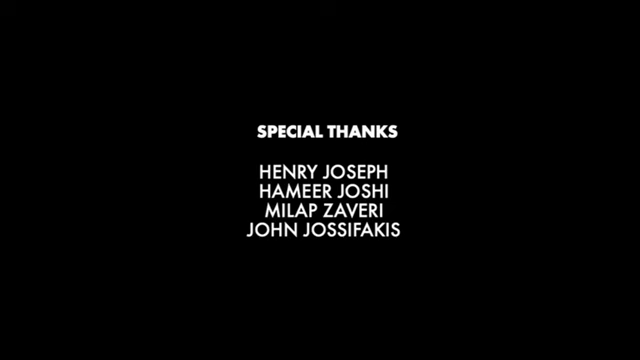 SPECIAL THANKS
HENRY JOSEPH
HAMEER JOSHI
MILAP ZAVERI
JOHN JOSSIFAKIS